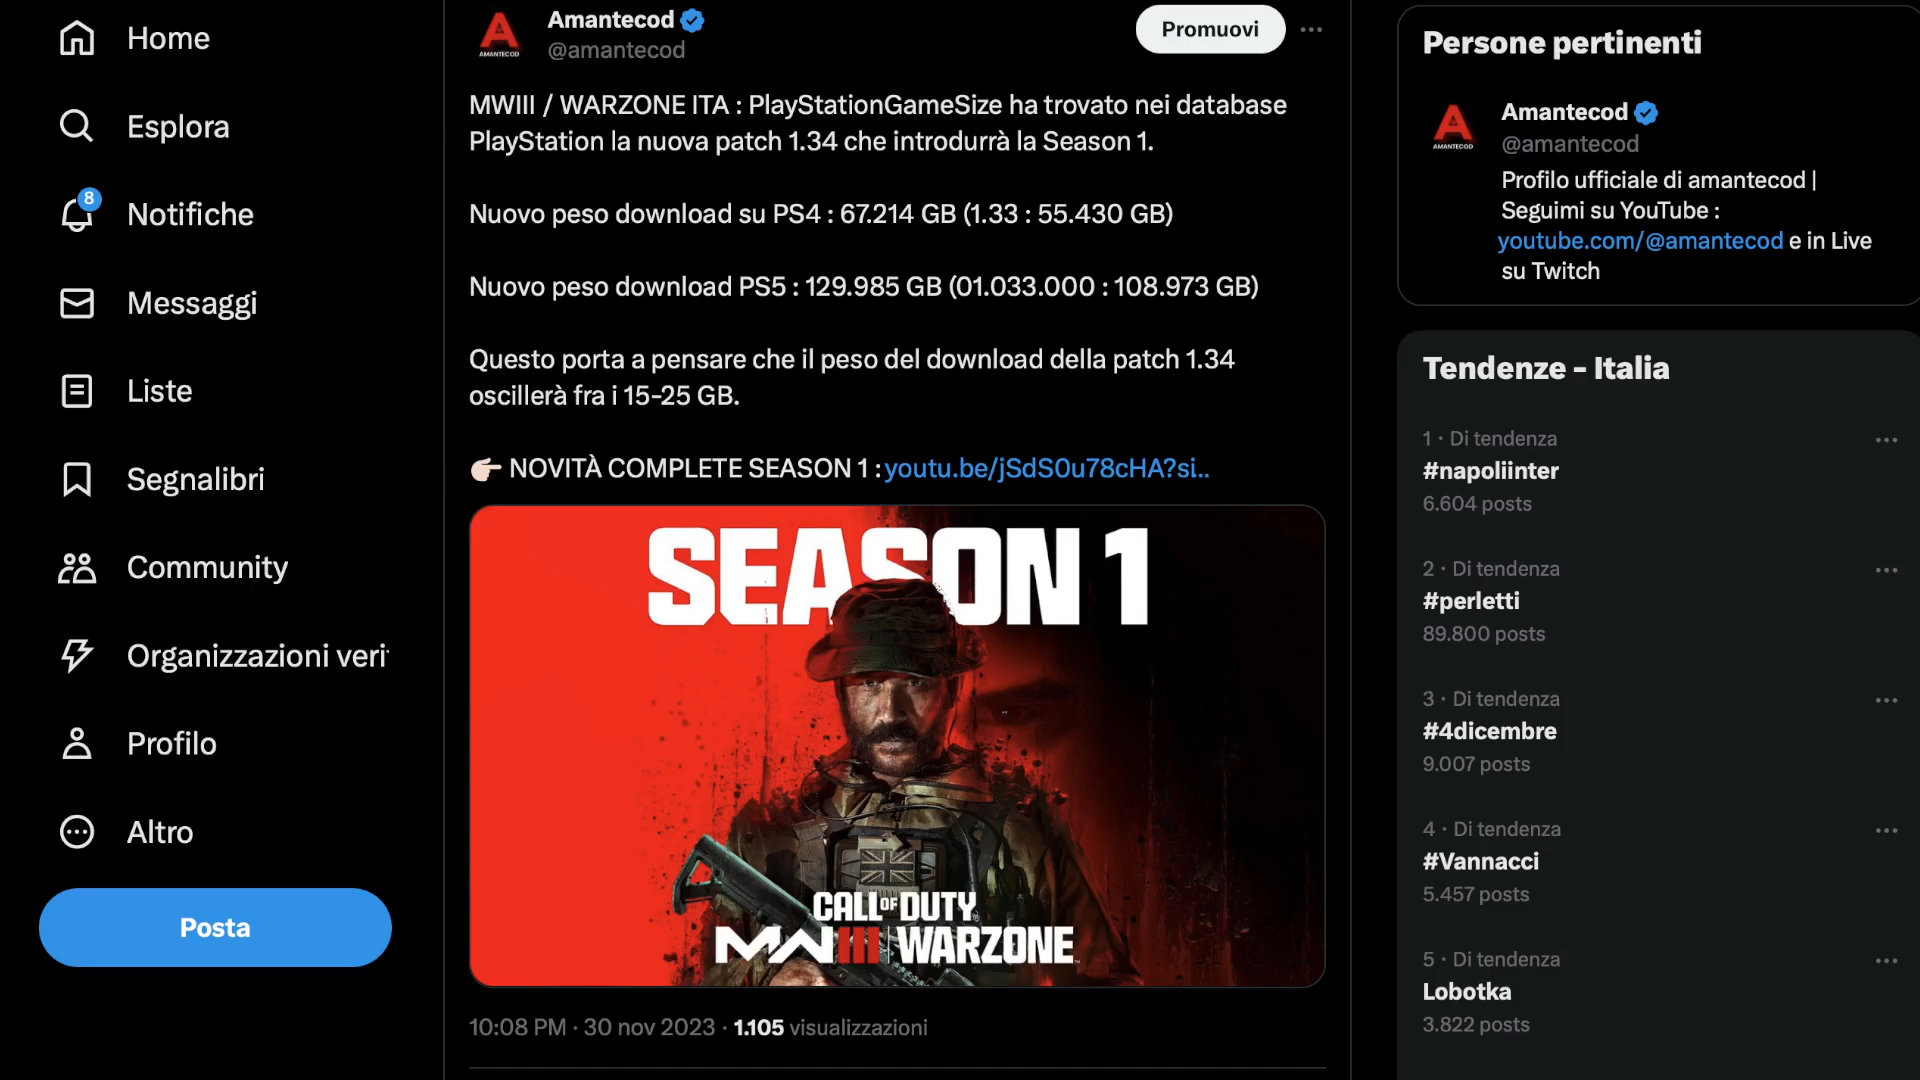 Home
Esplora
8
Notifiche
Messaggi
Liste
Segnalibri
Community
Organizzazioni veri
Profilo
Altro
Posta
AMANTECOD
Amantecod
@amantecod
Promuovi
MWIII / WARZONE ITA : PlayStationGameSize ha trovato nei database
PlayStation la nuova patch 1.34 che introdurrà la Season 1.
Nuovo peso download su PS4 : 67.214 GB (1.33 : 55.430 GB)
Nuovo peso download PS5 : 129.985 GB (01.033.000 : 108.973 GB)
Questo porta a pensare che il peso del download della patch 1.34
oscillerà fra i 15-25 GB.
👉🏻 NOVITÀ COMPLETE SEASON 1 : youtu.be/jSdS0u78cHA?si..
SEASON 1
CALL OF DUTY
MWIII | WARZONE
10:08 PM · 30 nov 2023 · 1.105 visualizzazioni
Persone pertinenti
AMANTECOD
Amantecod
@amantecod
Profilo ufficiale di amantecod |
Seguimi su YouTube :
youtube.com/@amantecod e in Live
su Twitch
Tendenze - Italia
1 · Di tendenza
#napoliinter
6.604 posts
2 · Di tendenza
#perletti
89.800 posts
3 · Di tendenza
#4dicembre
9.007 posts
4 · Di tendenza
#Vannacci
5.457 posts
5 · Di tendenza
Lobotka
3.822 posts